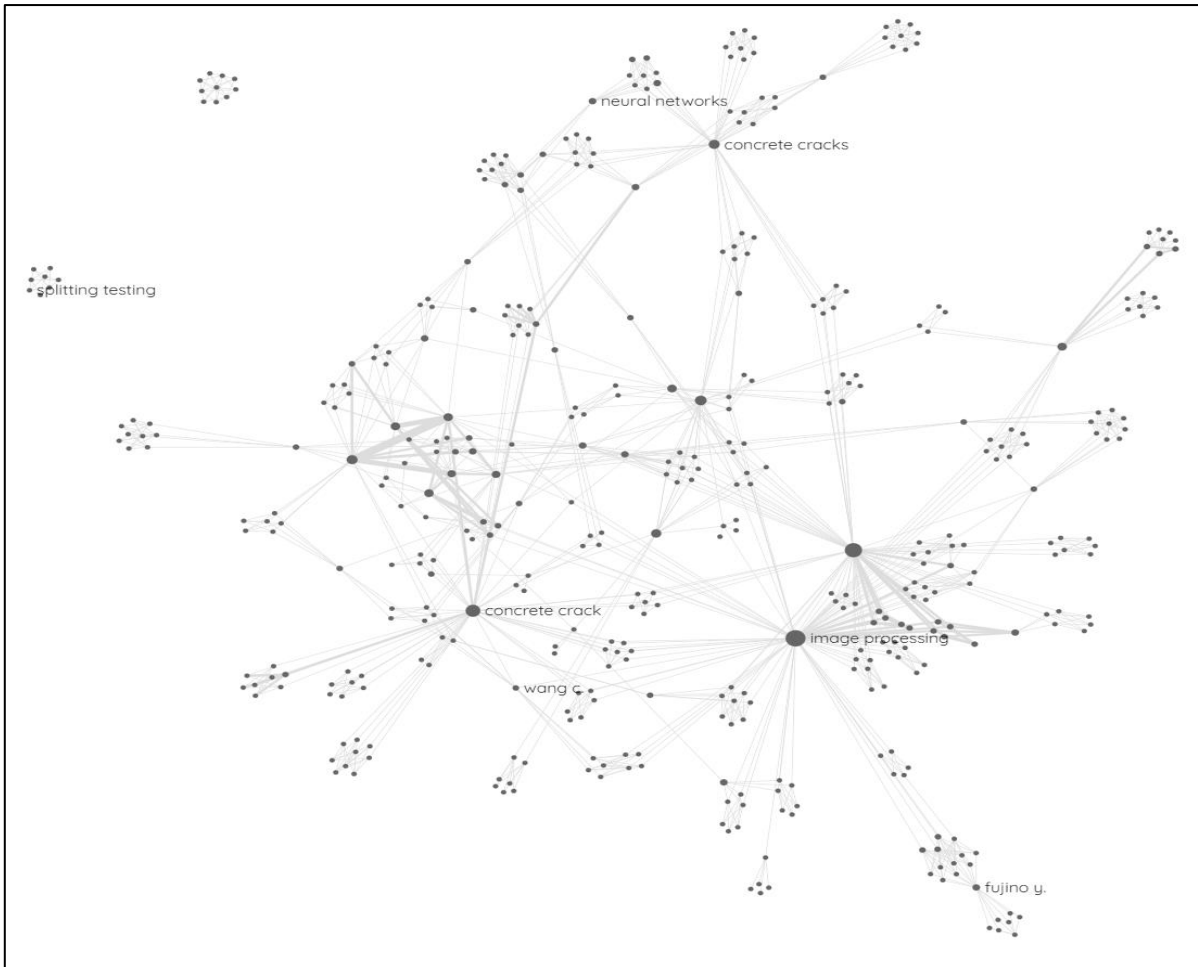 neural networks
concrete cracks
splitting testing
concrete crack
image processing
wang c.
fujino y.